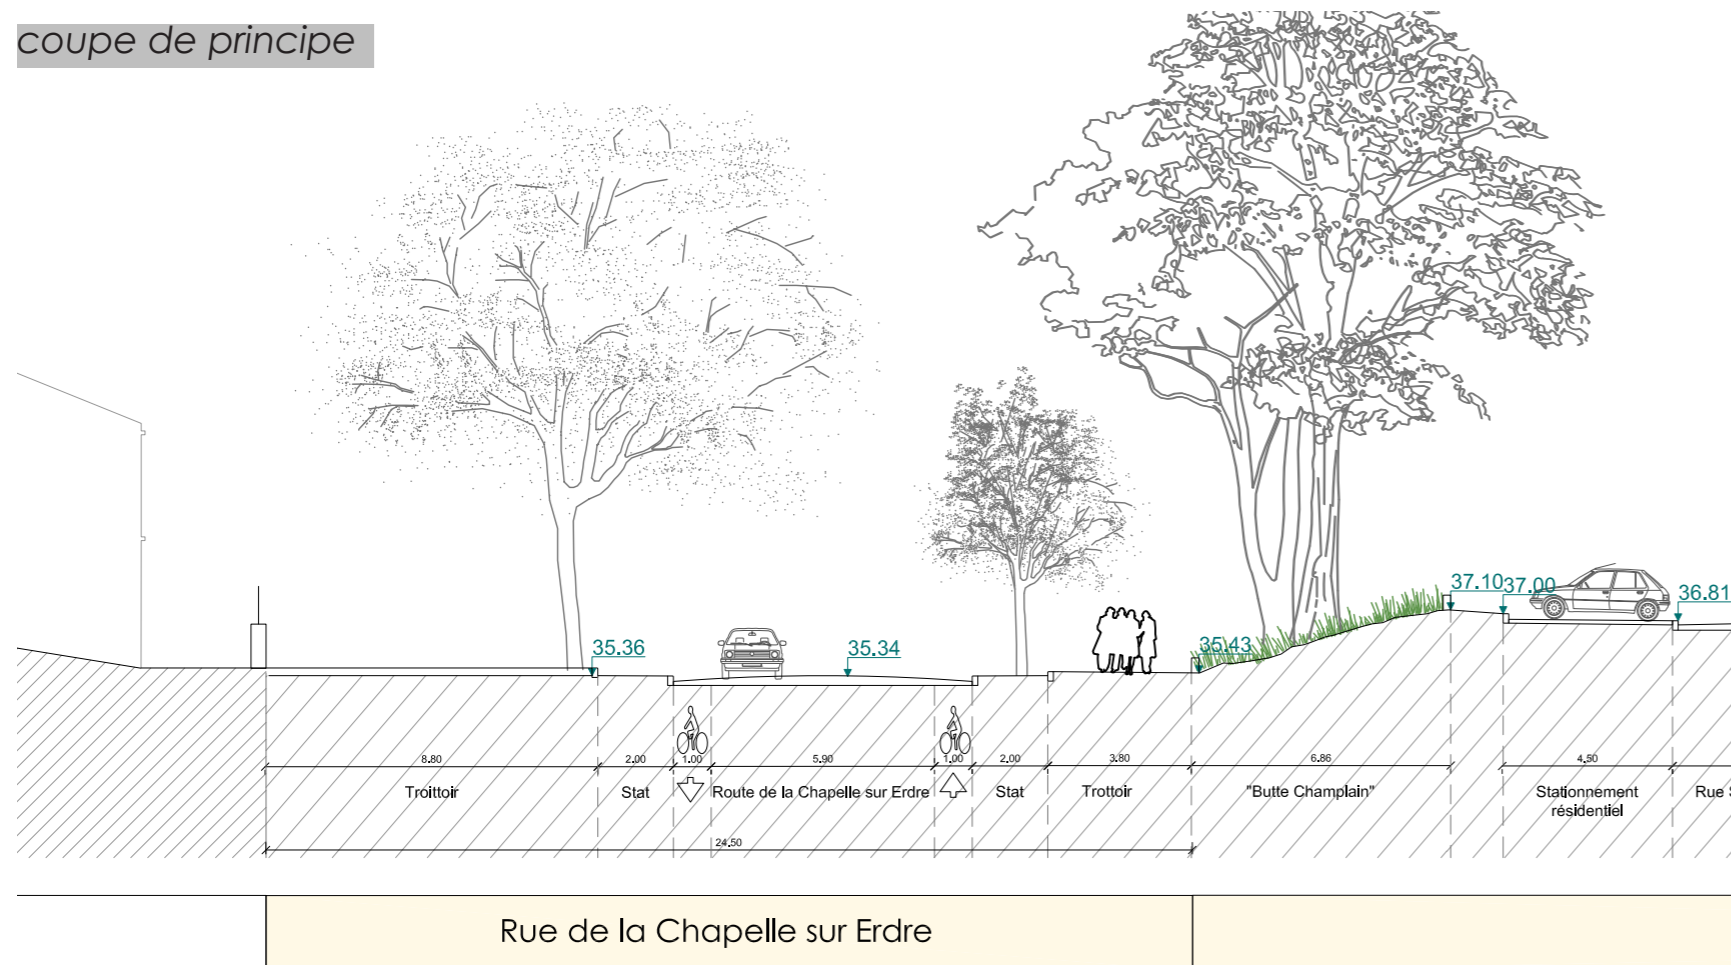 coupe de principe
37.10
37.00
36.81
35.36
35.34
35.43
8.80
2.00
1.00
5.90
1.00
2.00
3.80
6.86
4.50
Troittoir
Stat
Route de la Chapelle sur Erdre
Stat
Trottoir
"Butte Champlain"
Stationnement
résidentiel
Rue
24.50
Rue de la Chapelle sur Erdre